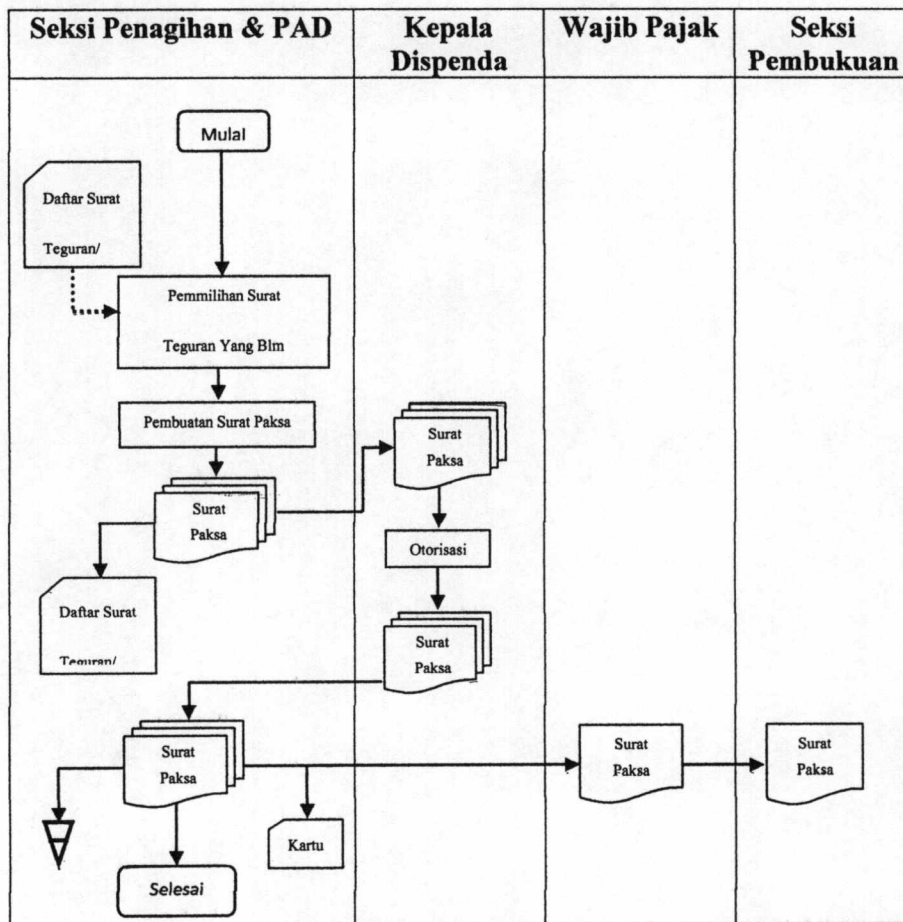 Seksi Penagihan & PAD
Kepala
Dispenda
Wajib Pajak
Seksi
Pembukuan
Mulai
Daftar Surat
Teguran/
Pemmilihan Surat
Teguran Yang Blm
Pembuatan Surat Paksa
Surat
Paksa
Surat
Paksa
Otorisasi
Daftar Surat
Teguran/
Surat
Paksa
Surat
Paksa
Surat
Paksa
Surat
Paksa
Kartu
Selesai